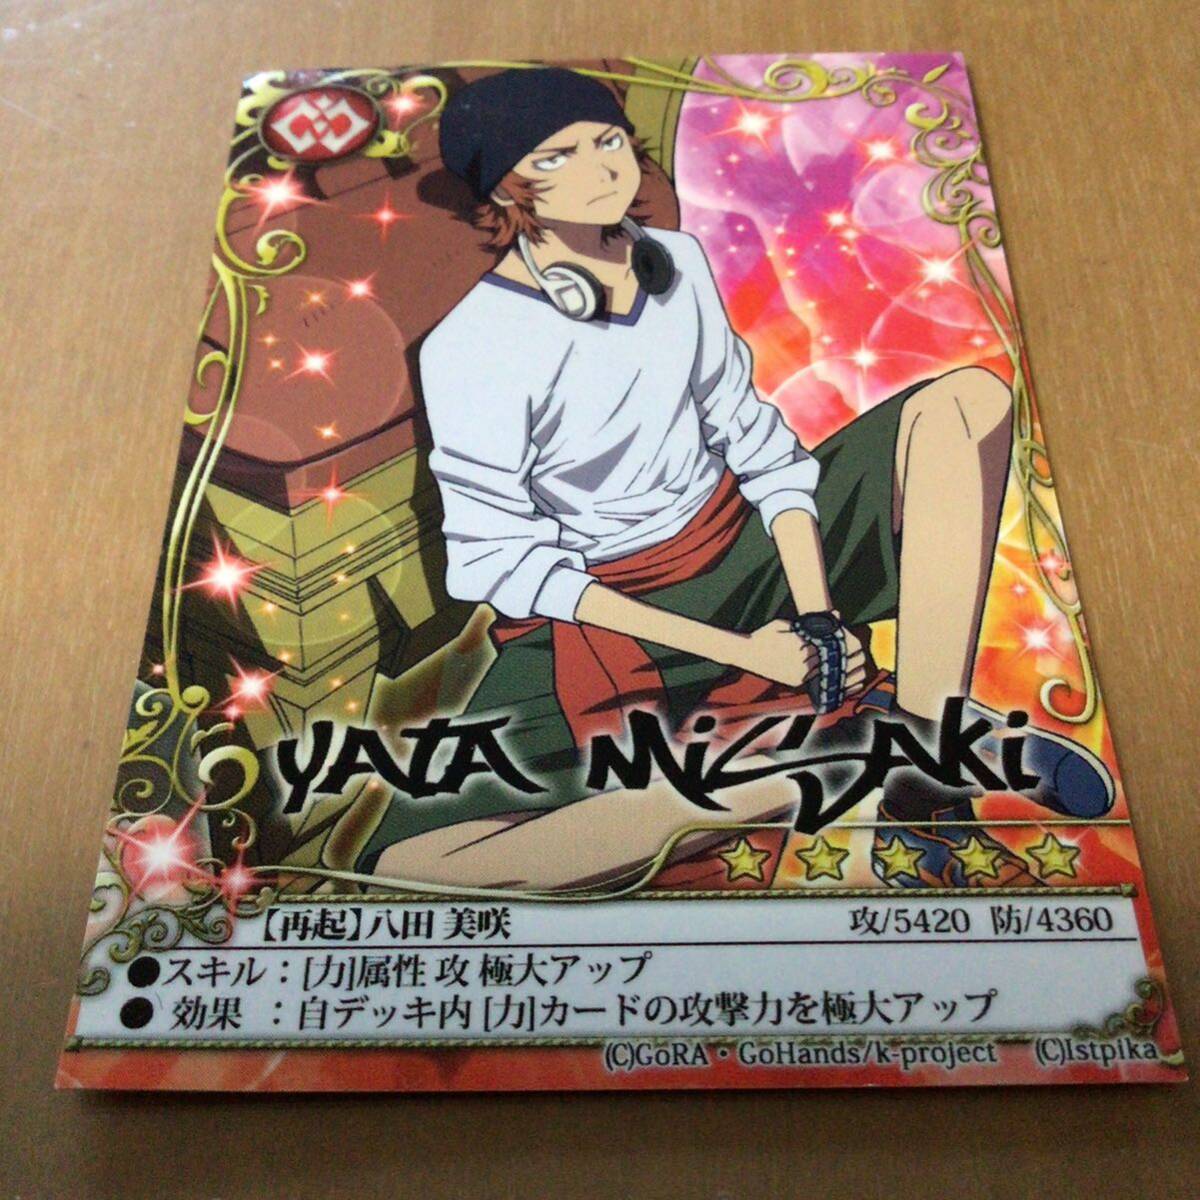 YATA MiSAKi
【再起】八田 美咲 攻/5420 防/4360
●スキル：[力]属性 攻 極大アップ
● 効果 ：自デッキ内 [力]カードの攻撃力を極大アップ
(C)GoRA・GoHands/k-project (C)Istpika